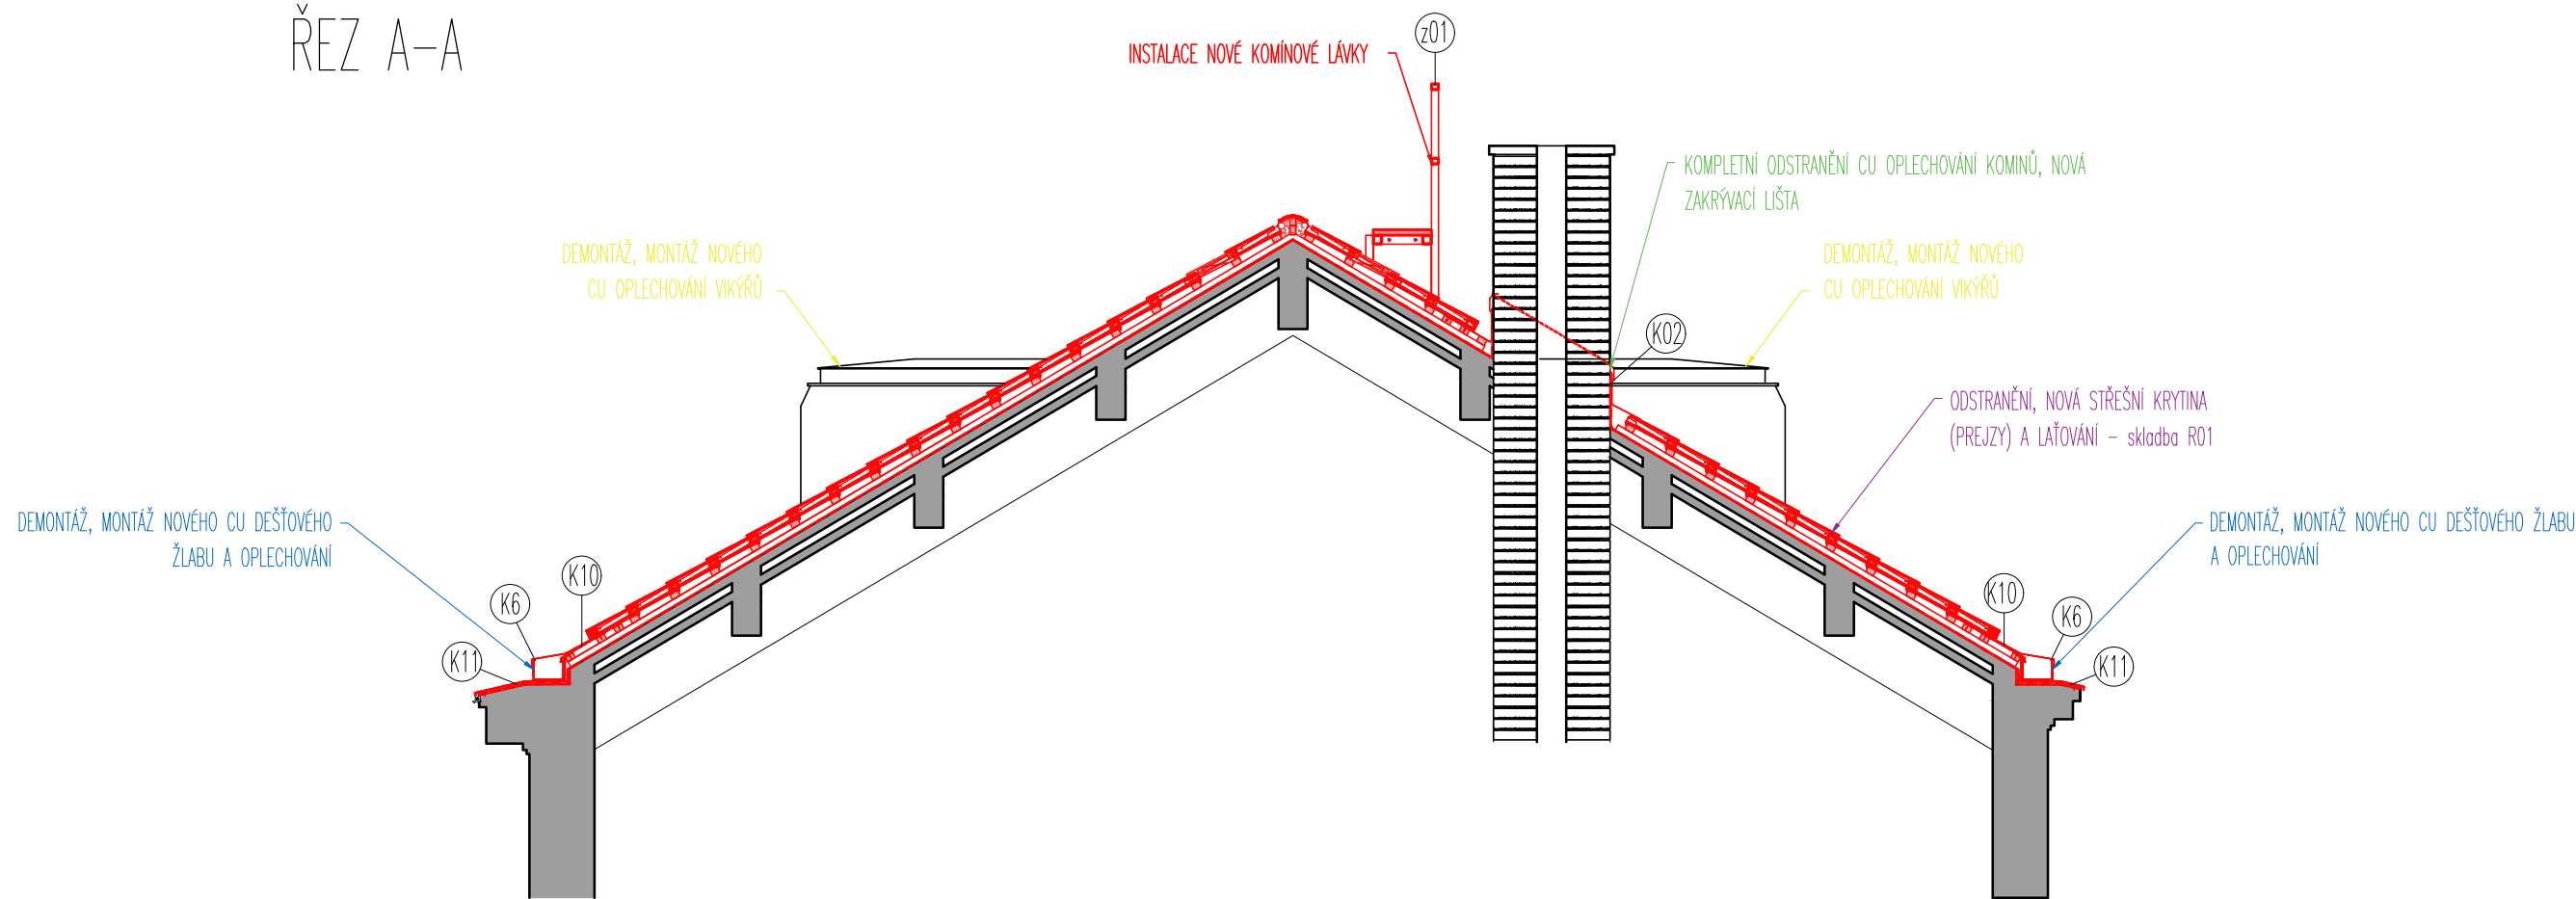 ŘEZ A-A
z01
INSTALACE NOVÉ KOMÍNOVÉ LÁVKY
KOMPLETNÍ ODSTRANĚNÍ CU OPLECHOVÁNÍ KOMINŮ, NOVÁ
ZAKRÝVACÍ LIŠTA
DEMONTÁŽ, MONTÁŽ NOVÉHO
CU OPLECHOVÁNÍ VIKÝŘŮ
DEMONTÁŽ, MONTÁŽ NOVÉHO
CU OPLECHOVÁNÍ VIKÝŘŮ
K02
ODSTRANĚNÍ, NOVÁ STŘEŠNÍ KRYTINA
(PREJZY) A LAŤOVÁNÍ - skladba R01
DEMONTÁŽ, MONTÁŽ NOVÉHO CU DEŠŤOVÉHO
ŽLABU A OPLECHOVÁNÍ
DEMONTÁŽ, MONTÁŽ NOVÉHO CU DEŠŤOVÉHO ŽLABU
A OPLECHOVÁNÍ
K10
K6
K11
K10
K6
K11